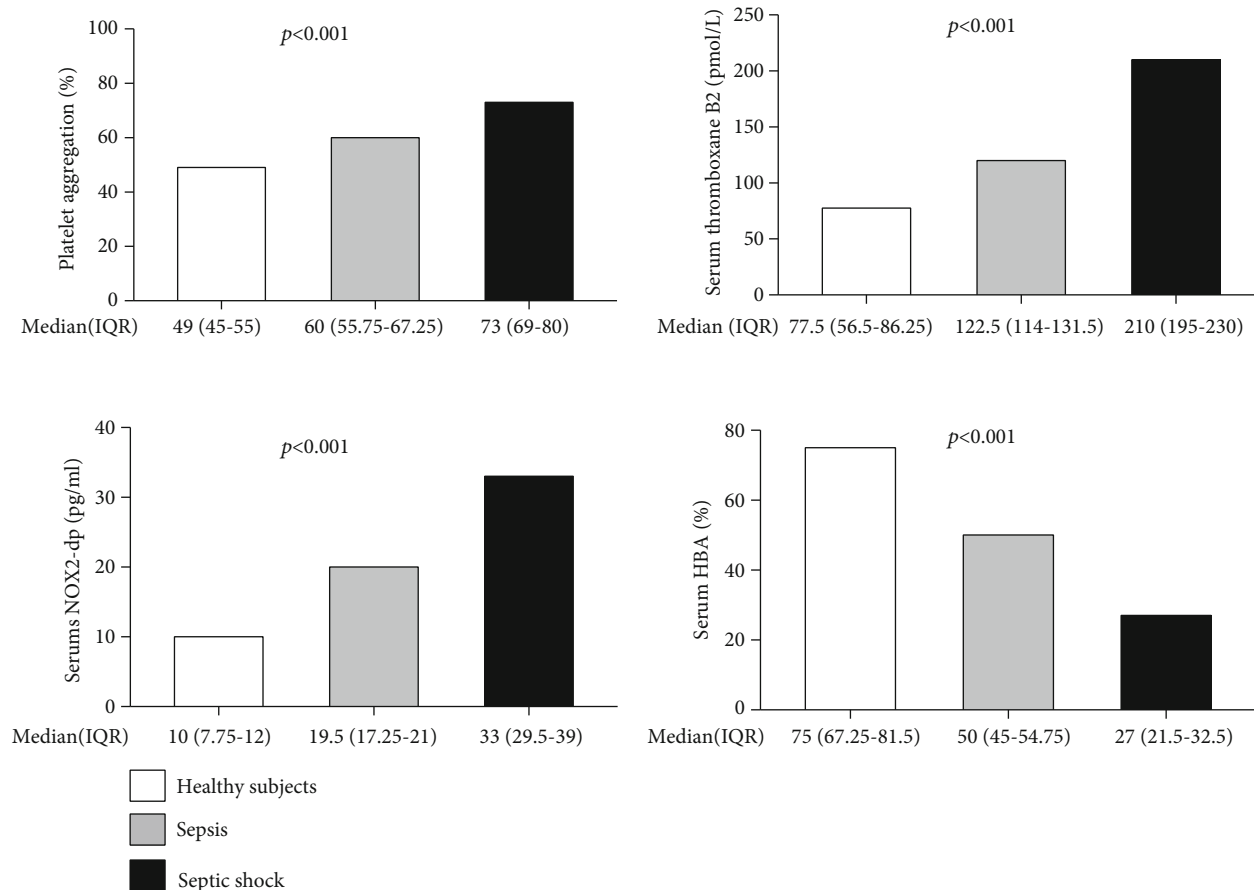 Platelet aggregation (%)
100
80
60
40
20
0
p<0.001
Median(IQR) 49 (45-55) 60 (55.75-67.25) 73 (69-80)
Serum thromboxane B2 (pmol/L)
250
200
150
100
50
0
p<0.001
Median (IQR) 77.5 (56.5-86.25) 122.5 (114-131.5) 210 (195-230)
Serums NOX2-dp (pg/ml)
40
30
20
10
0
p<0.001
Median(IQR) 10 (7.75-12) 19.5 (17.25-21) 33 (29.5-39)
Serum HBA (%)
80
60
40
20
0
p<0.001
Median(IQR) 75 (67.25-81.5) 50 (45-54.75) 27 (21.5-32.5)
Healthy subjects
Sepsis
Septic shock